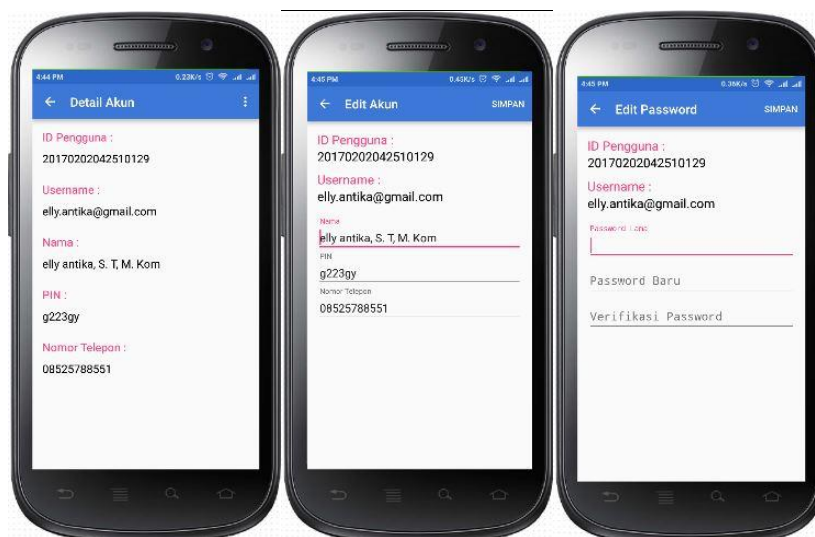 4:44 PM 0.23K/s
Detail Akun
ID Pengguna :
20170202042510129
Username :
elly.antika@gmail.com
Nama :
elly antika, S. T, M. Kom
PIN :
g223gy
Nomor Telepon :
08525788551
4:45 PM 0.45K/s
Edit Akun SIMPAN
ID Pengguna :
20170202042510129
Username :
elly.antika@gmail.com
Nama
elly antika, S. T, M. Kom
PIN
g223gy
Nomor Telepon
08525788551
4:45 PM 0.36K/s
Edit Password SIMPAN
ID Pengguna :
20170202042510129
Username :
elly.antika@gmail.com
Password Lama
Password Baru
Verifikasi Password